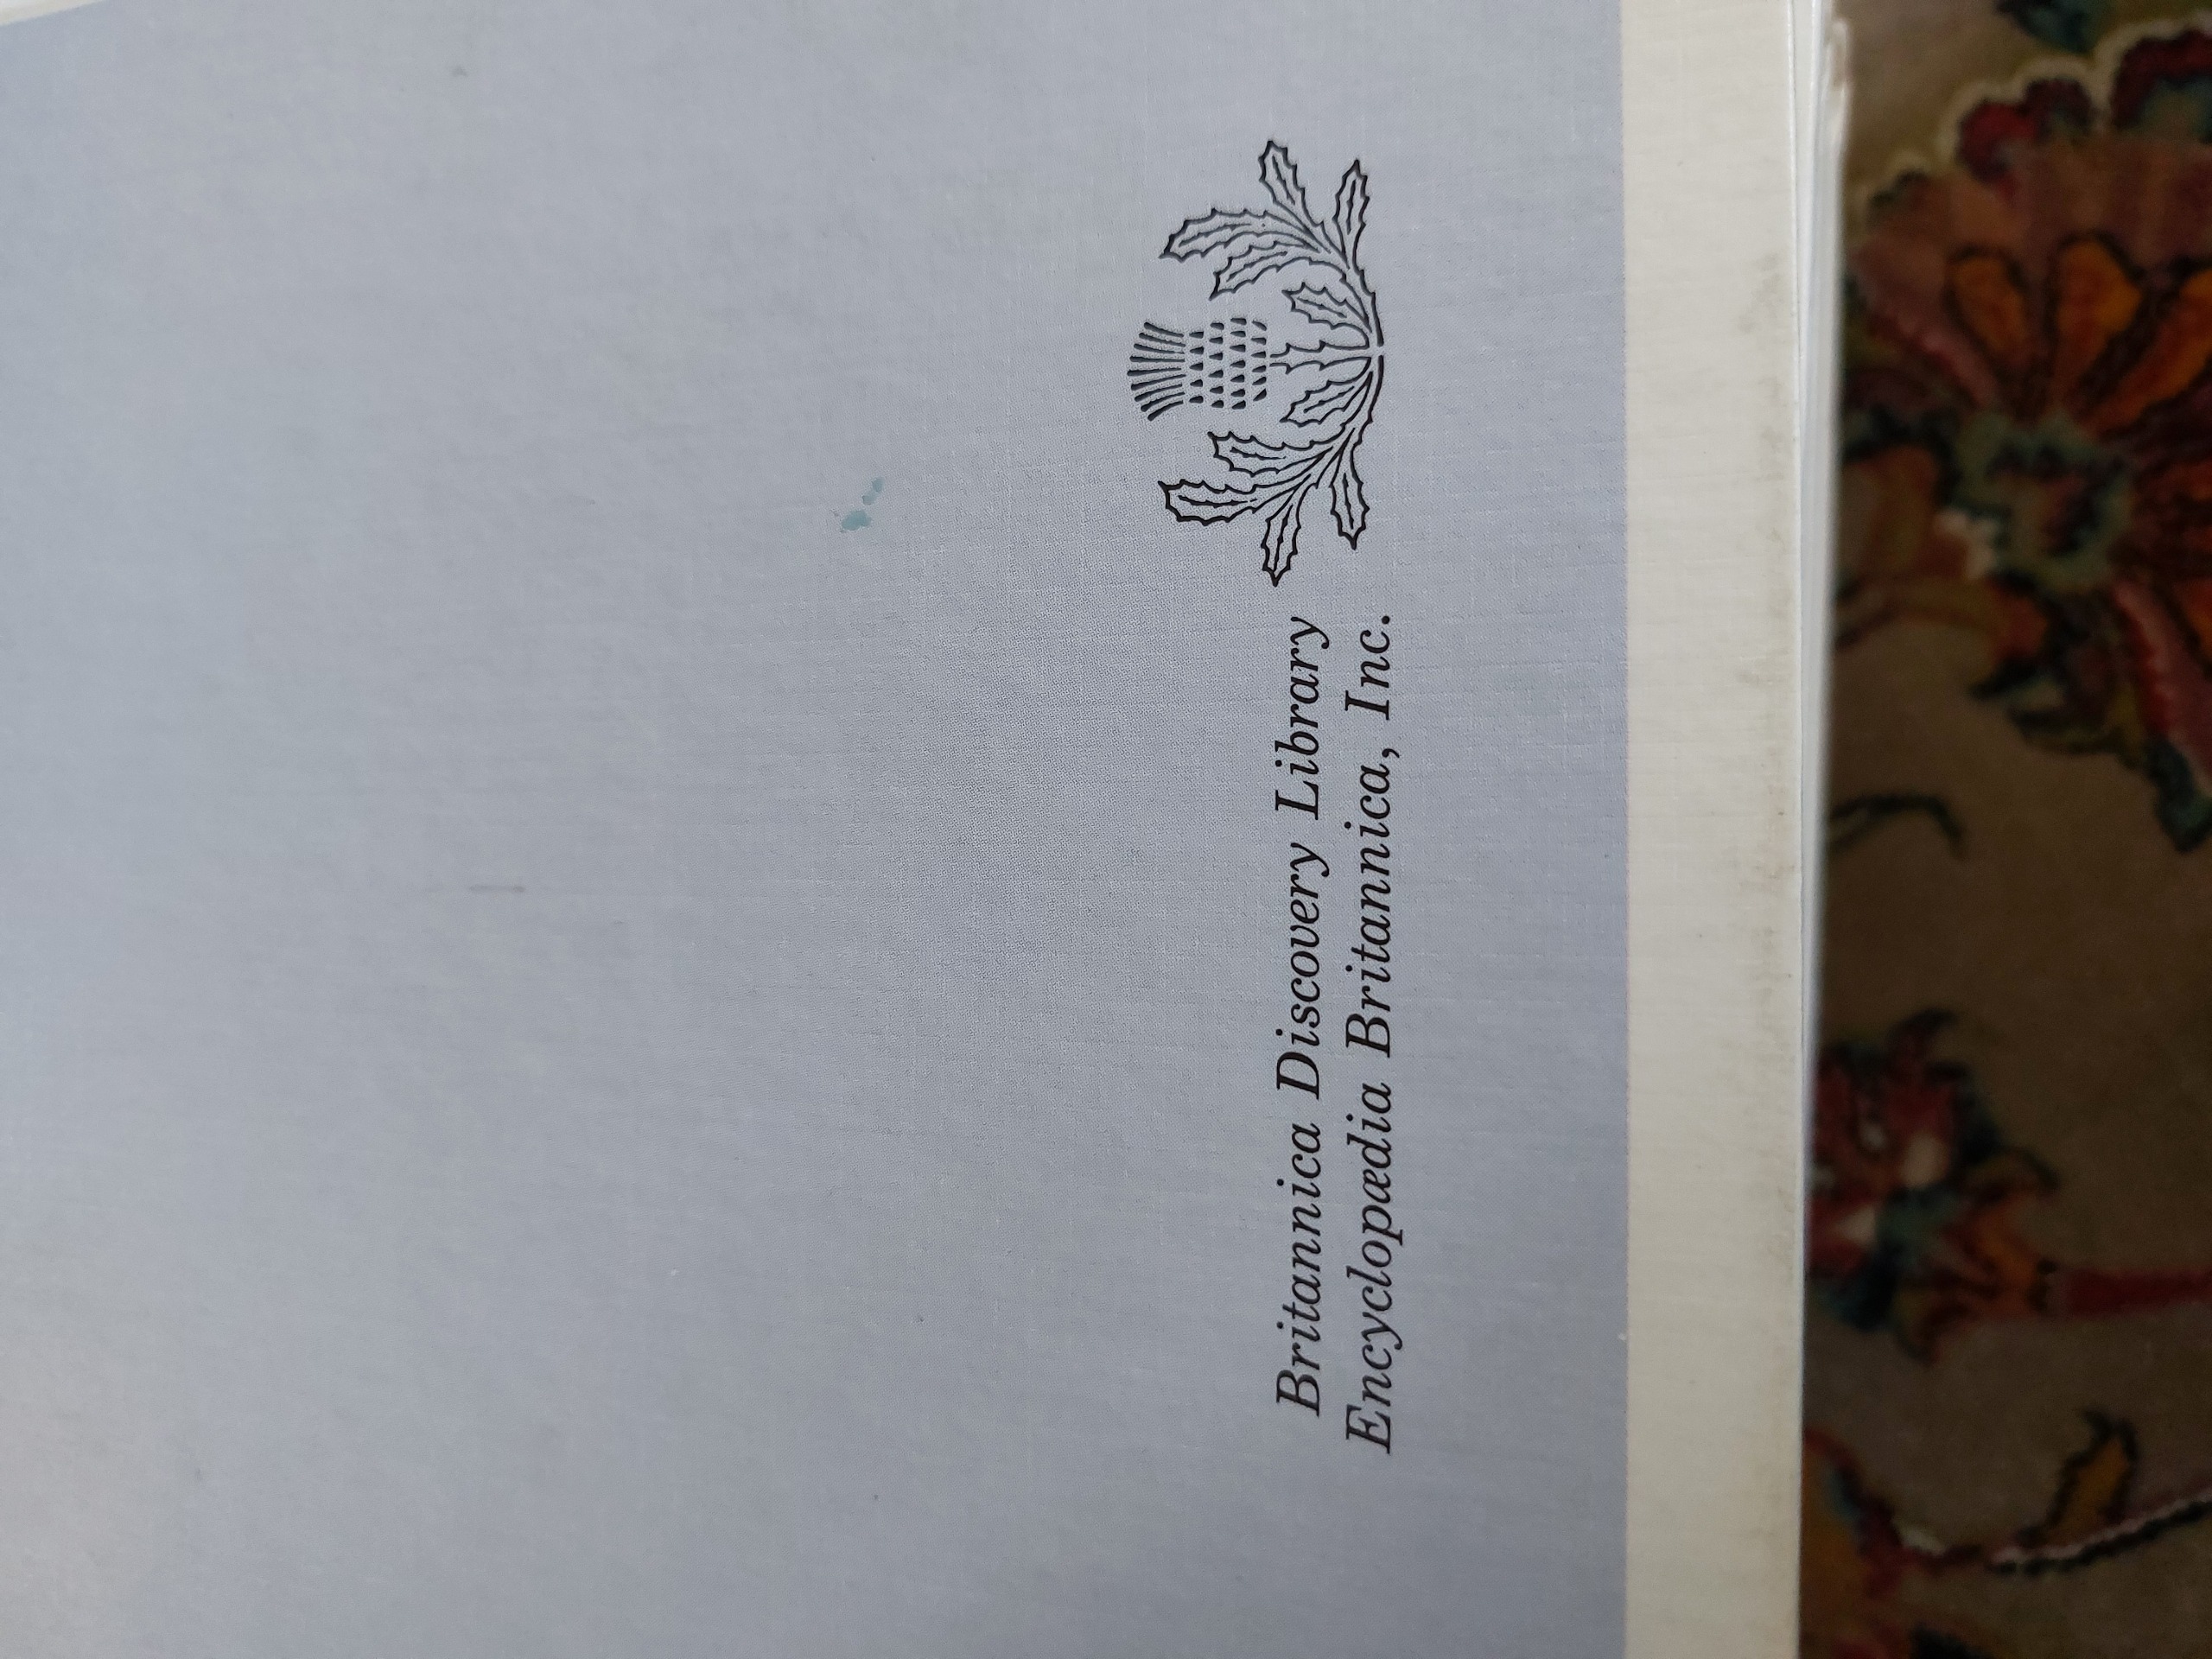 Britannica Discovery Library
Encyclopædia Britannica, Inc.